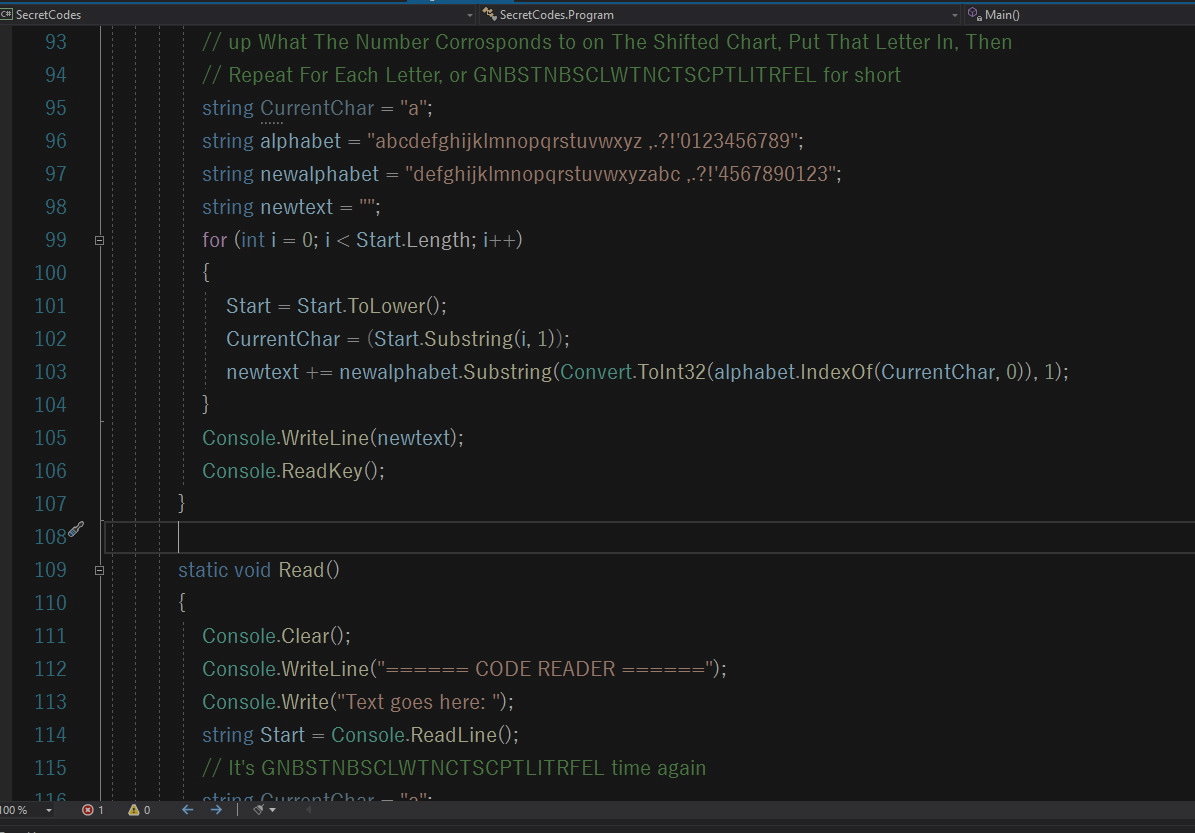 C# SecretCodes SecretCodes.Program Main()
93 // up What The Number Corrosponds to on The Shifted Chart, Put That Letter In, Then
94 // Repeat For Each Letter, or GNBSTNBSCLWTNCTSCPTLITRFEL for short
95 string CurrentChar = "a";
96 string alphabet = "abcdefghijklmnopqrstuvwxyz ,.?!'0123456789";
97 string newalphabet = "defghijklmnopqrstuvwxyzabc ,.?!'4567890123";
98 string newtext = "";
99 for (int i = 0; i < Start.Length; i++)
100 {
101 Start = Start.ToLower();
102 CurrentChar = (Start.Substring(i, 1));
103 newtext += newalphabet.Substring(Convert.ToInt32(alphabet.IndexOf(CurrentChar, 0)), 1);
104 }
105 Console.WriteLine(newtext);
106 Console.ReadKey();
107 }
108
109 static void Read()
110 {
111 Console.Clear();
112 Console.WriteLine("====== CODE READER ======");
113 Console.Write("Text goes here: ");
114 string Start = Console.ReadLine();
115 // It's GNBSTNBSCLWTNCTSCPTLITRFEL time again
116 string CurrentChar = "a";
100 % 1 0